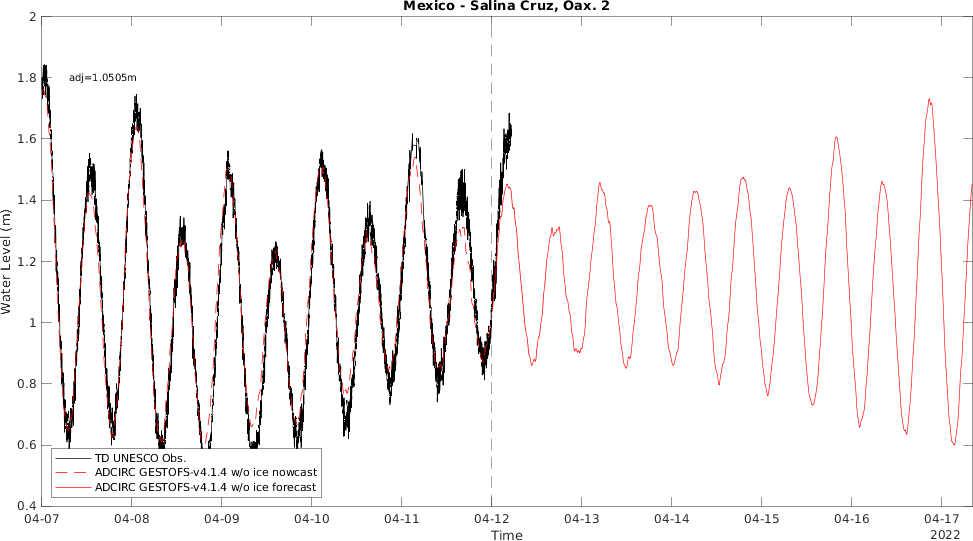 Mexico - Salina Cruz, Oax. 2
2
1.8
1.6
1.4
1.2
1
0.8
0.6
0.4
Water Level (m)
adj=1.0505m
TD UNESCO Obs.
ADCIRC GESTOFS-v4.1.4 w/o ice nowcast
ADCIRC GESTOFS-v4.1.4 w/o ice forecast
04-07 04-08 04-09 04-10 04-11 04-12 04-13 04-14 04-15 04-16 04-17
Time
2022